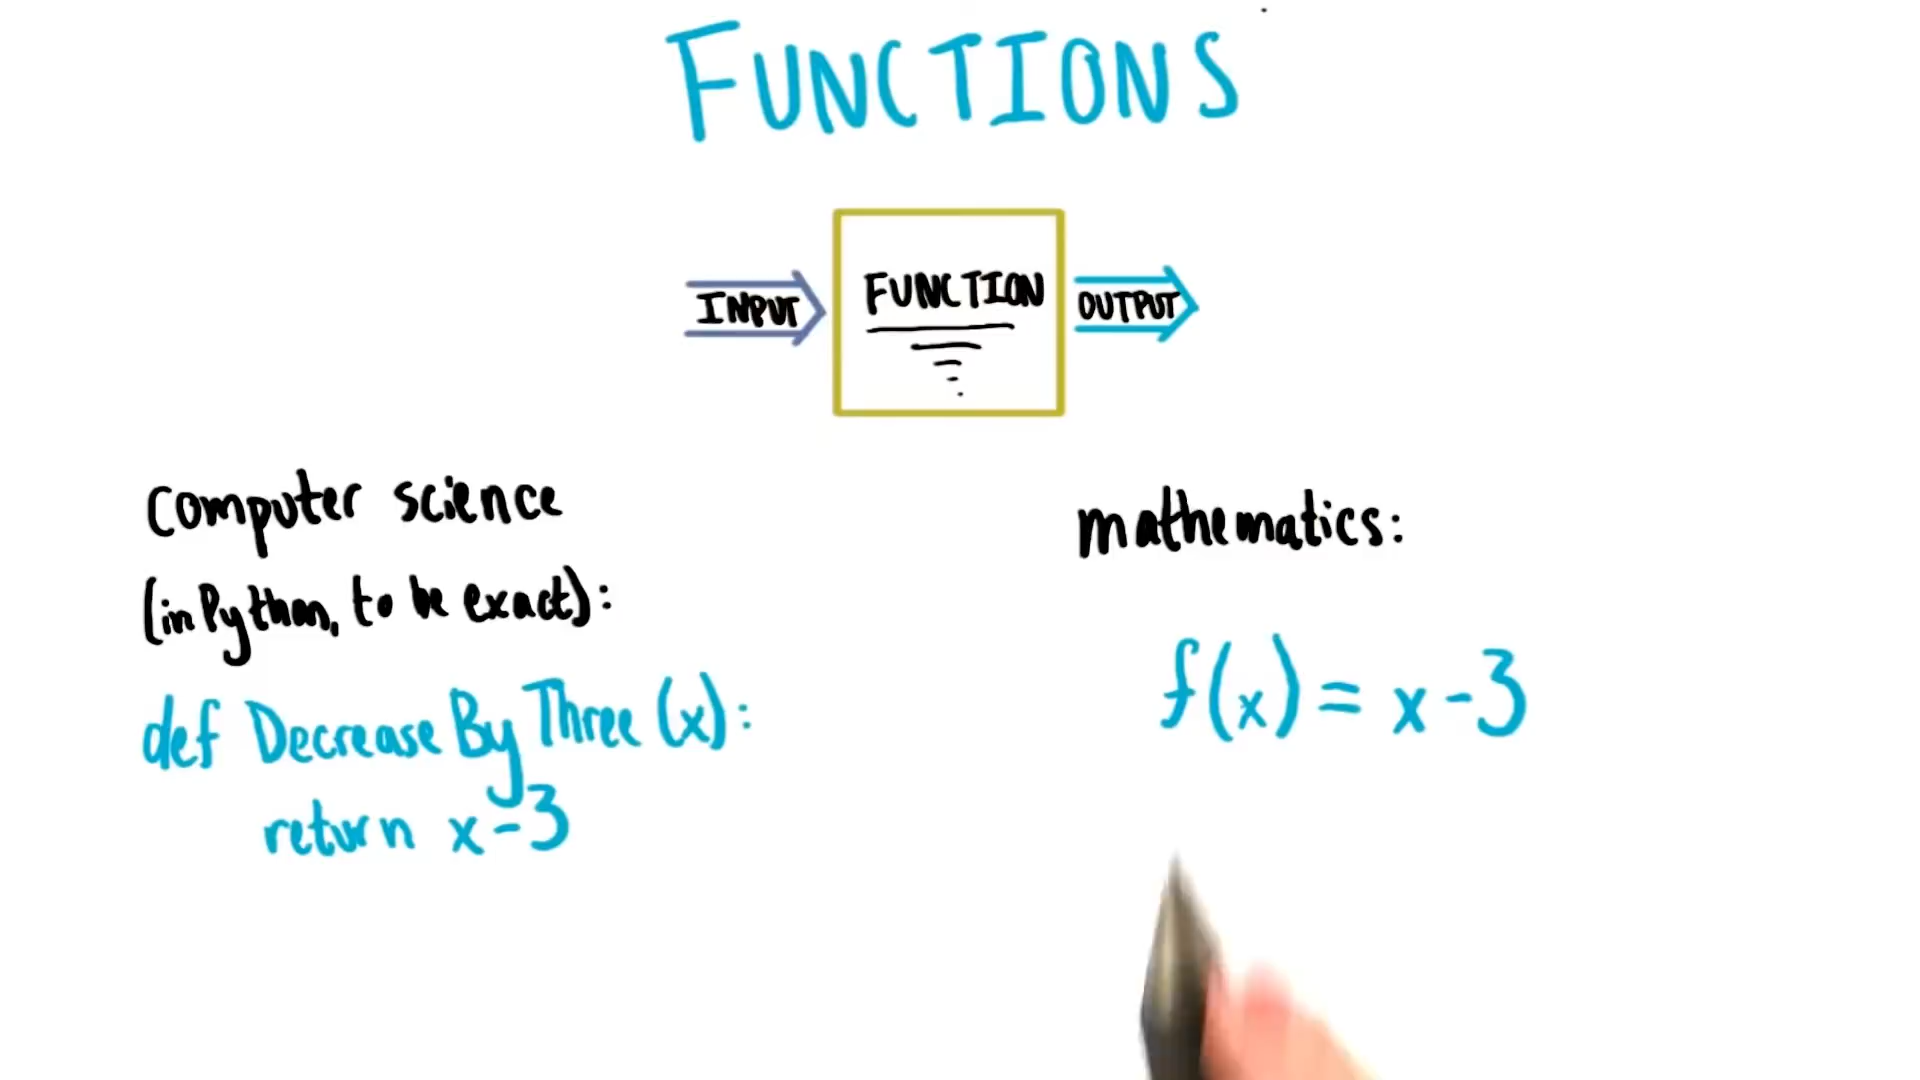 FUNCTIONS
INPUT
FUNCTION
OUTPUT
computer science
(in Python, to be exact):
def DecreaseByThree (x):
return x-3
mathematics:
f(x) = x-3